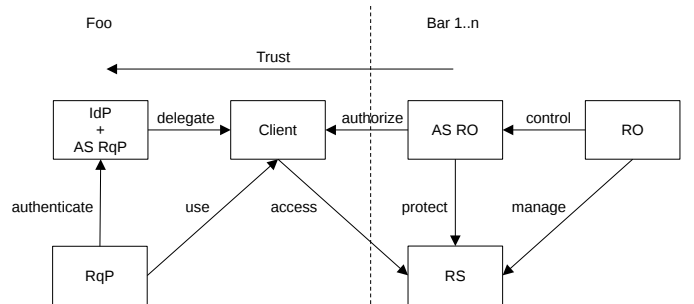 Foo
Bar 1..n
Trust
IdP
+
AS RqP
delegate
Client
authorize
AS RO
control
RO
authenticate
use
access
protect
manage
RqP
RS